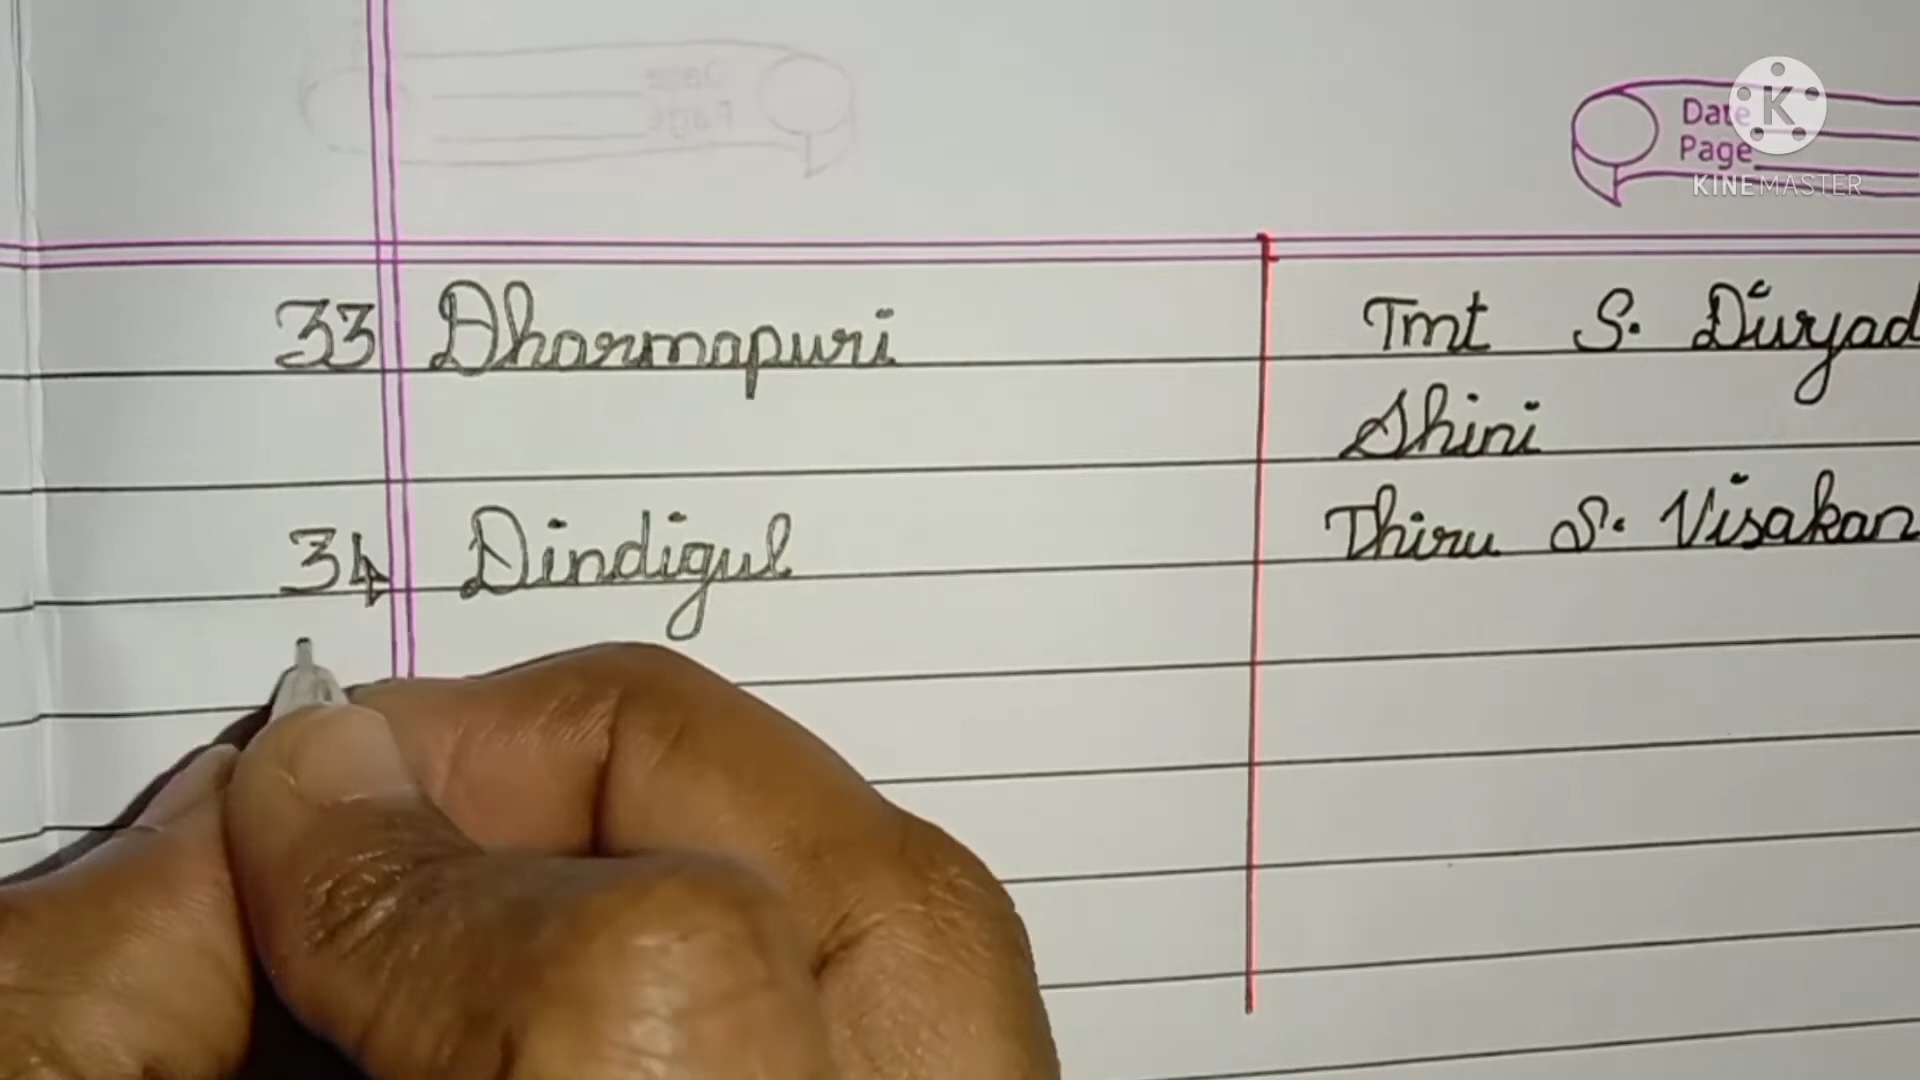 Date
Page
KINEMASTER
33 Dharmapuri Tmt S. Divyad
Shini
34 Dindigul Thiru S. Visakan